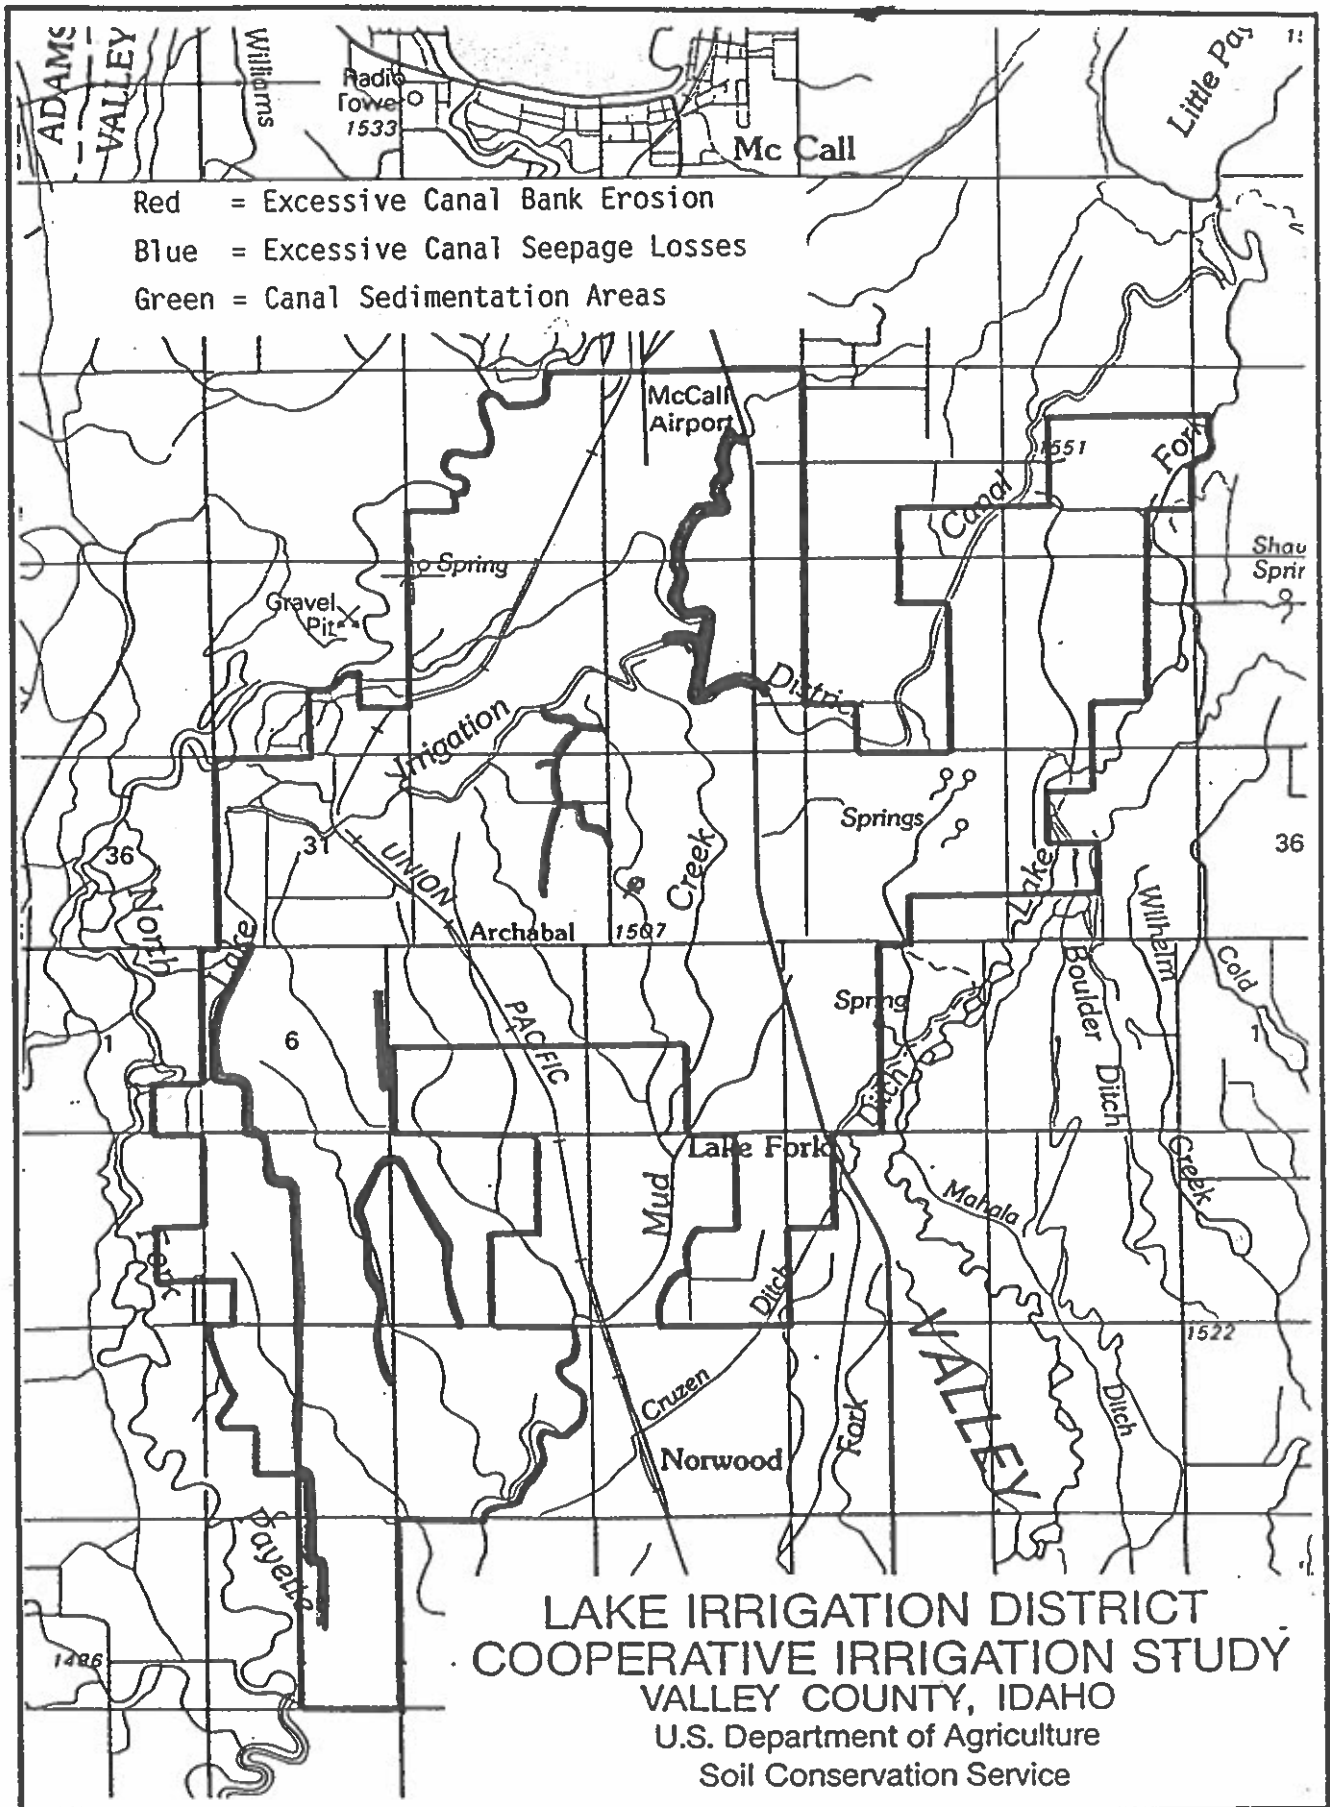 ADAMS
VALLEY
Williams
Radio
Tower
1533
Mc Call
Little Pay
Red = Excessive Canal Bank Erosion
Blue = Excessive Canal Seepage Losses
Green = Canal Sedimentation Areas
McCall
Airport
1551
Fork
Canal
Spring
Gravel
Pit
Shau
Sprir
District
Irrigation
Springs
36
31
UNION
Creek
Lake
36
North
Wilhelm
Archabal
1507
Lake
Boulder
Cold
Spring
1
6
PACIFIC
1
Ditch
Ditch
Lake Fork
Creek
Mud
Mahala
Fork
Ditch
VALLEY
1522
Cruzen
Ditch
Fork
Norwood
Payette
1486
LAKE IRRIGATION DISTRICT
COOPERATIVE IRRIGATION STUDY
VALLEY COUNTY, IDAHO
U.S. Department of Agriculture
Soil Conservation Service